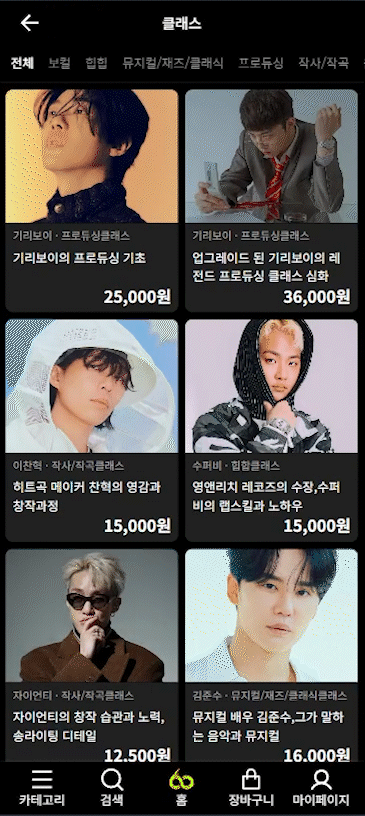 클래스
전체 보컬 힙힙 뮤지컬/재즈/클래식 프로듀싱 작사/작곡
기리보이 · 프로듀싱클래스
기리보이의 프로듀싱 기초
25,000원
기리보이 · 프로듀싱클래스
업그레이드 된 기리보이의 레
전드 프로듀싱 클래스 심화
36,000원
이찬혁 · 작사/작곡클래스
히트곡 메이커 찬혁의 영감과
창작과정
15,000원
수퍼비 · 힙합클래스
영앤리치 레코즈의 수장,수퍼
비의 랩스킬과 노하우
15,000원
자이언티 · 작사/작곡클래스
자이언티의 창작 습관과 노력,
송라이팅 디테일
12,500원
김준수 · 뮤지컬/재즈/클래식클래스
뮤지컬 배우 김준수,그가 말하
는 음악과 뮤지컬
16,000원
카테고리 검색 홈 장바구니 마이페이지